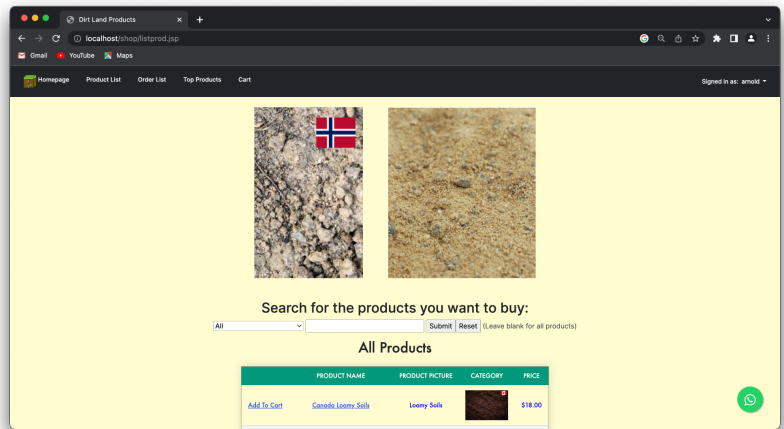 Dirt Land Products
localhost/shop/listprod.jsp
Gmail YouTube Maps
Homepage Product List Order List Top Products Cart Signed in as: arnold
Search for the products you want to buy:
All Submit Reset (Leave blank for all products)
All Products
PRODUCT NAME PRODUCT PICTURE CATEGORY PRICE
Add To Cart Canada Loamy Soils Loamy Soils $18.00